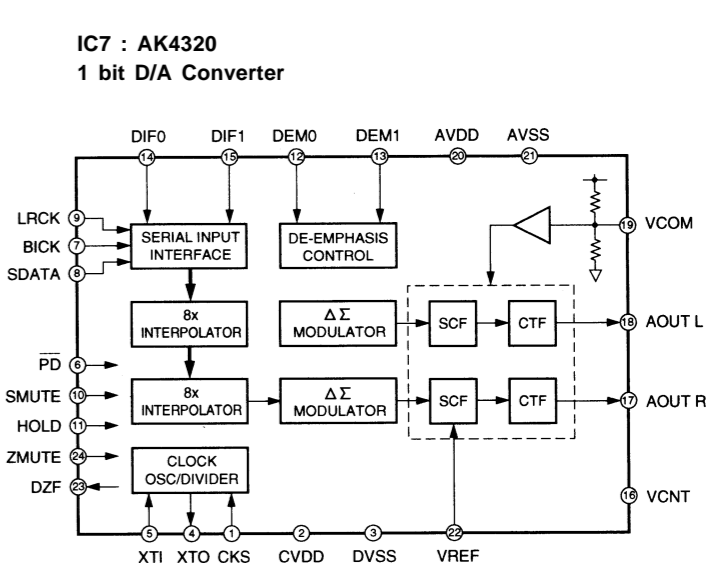 IC7 : AK4320
1 bit D/A Converter
DIF0 DIF1 DEM0 DEM1 AVDD AVSS
14 15 12 13 20 21
LRCK 9
BICK 7
SDATA 8
SERIAL INPUT
INTERFACE
DE-EMPHASIS
CONTROL
19 VCOM
8x
INTERPOLATOR
ΔΣ
MODULATOR
SCF
CTF
18 AOUT L
PD 6
SMUTE 10
HOLD 11
ZMUTE 24
DZF 23
8x
INTERPOLATOR
ΔΣ
MODULATOR
SCF
CTF
17 AOUT R
CLOCK
OSC/DIVIDER
16 VCNT
5 4 1 2 3 22
XTI XTO CKS CVDD DVSS VREF